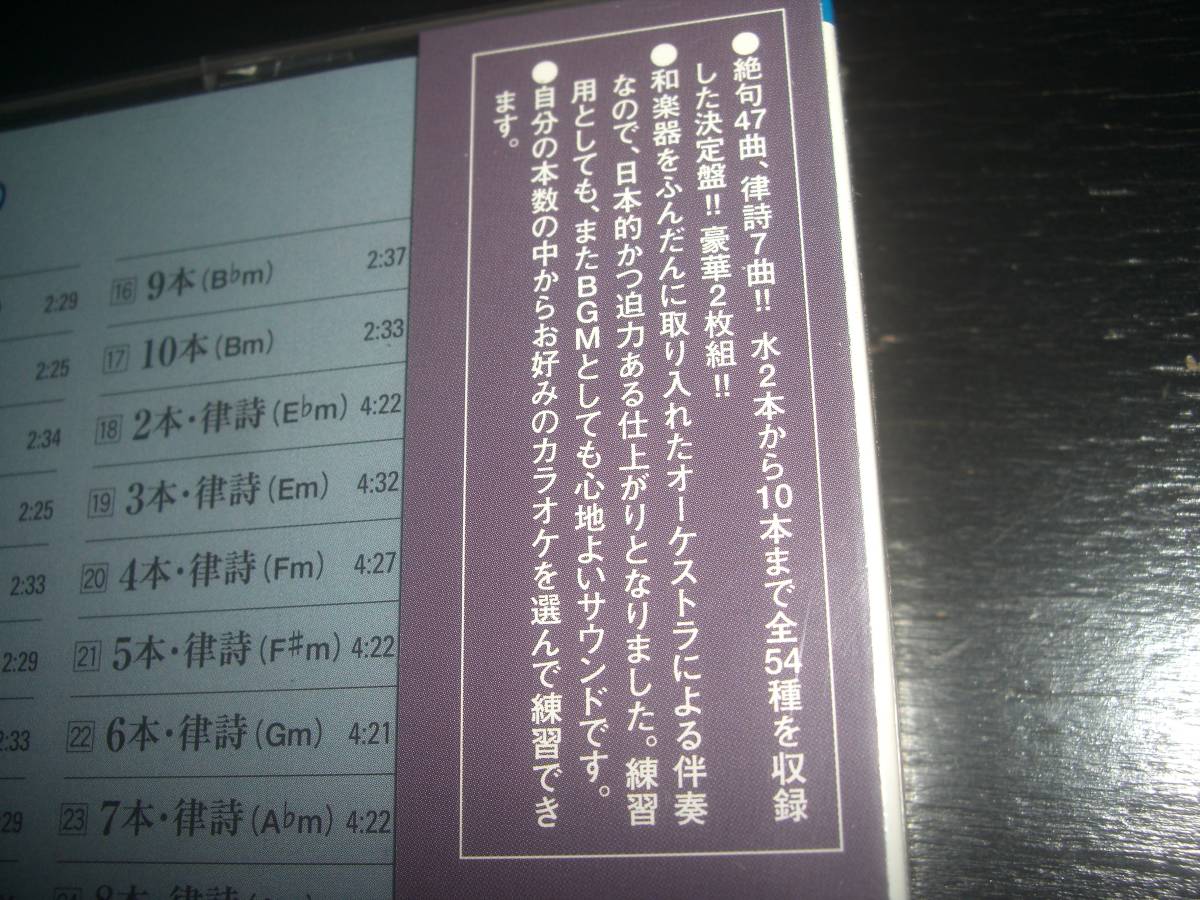 ●絶句47曲、律詩7曲!! 水2本から10本まで全54種を収録
した決定盤!! 豪華2枚組!!
●和楽器をふんだんに取り入れたオーケストラによる伴奏
なので、日本的かつ迫力ある仕上がりとなりました。練習
用としても、またBGMとしても心地よいサウンドです。
●自分の本数の中からお好みのカラオケを選んで練習でき
ます。
2:29
2:25
2:34
2:25
2:33
2:29
2:33
:29
16 9本(B♭m) 2:37
17 10本(Bm) 2:33
18 2本・律詩(E♭m) 4:22
19 3本・律詩(Em) 4:32
20 4本・律詩(Fm) 4:27
21 5本・律詩(F♯m) 4:22
22 6本・律詩(Gm) 4:21
23 7本・律詩(A♭m) 4:22
8本・律詩